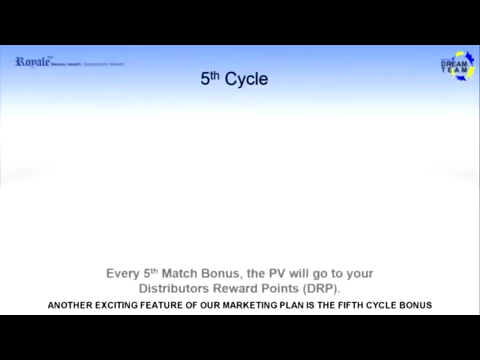 Royale
DREAM
TEAM
5th Cycle
Every 5th Match Bonus, the PV will go to your
Distributors Reward Points (DRP).
ANOTHER EXCITING FEATURE OF OUR MARKETING PLAN IS THE FIFTH CYCLE BONUS